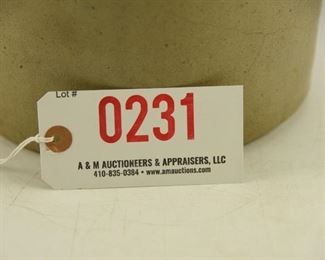 Lot #
0231
A & M AUCTIONEERS & APPRAISERS, LLC
410-835-0384 • www.amauctions.com